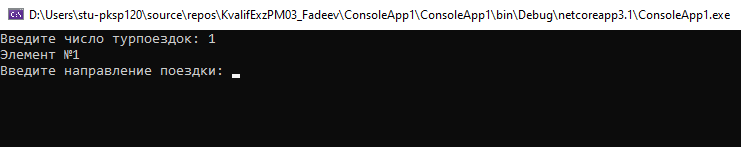 D:\Users\stu-pksp120\source\repos\KvalifExzPM03_Fadeev\ConsoleApp1\ConsoleApp1\bin\Debug\netcoreapp3.1\ConsoleApp1.exe
Введите число турпоездок: 1
Элемент №1
Введите направление поездки: